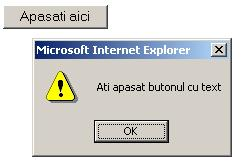 Apasati aici
Microsoft Internet Explorer
Ati apasat butonul cu text
OK